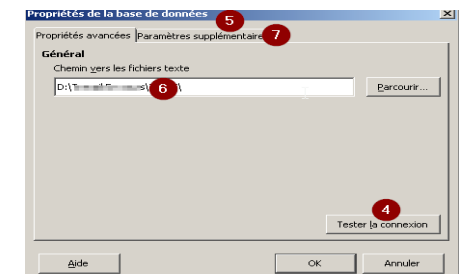 Propriétés de la base de données
5
Propriétés avancées Paramètres supplémentaire
7
Général
Chemin vers les fichiers texte
D:\ \
6
Parcourir...
4
Tester la connexion
Aide
OK
Annuler